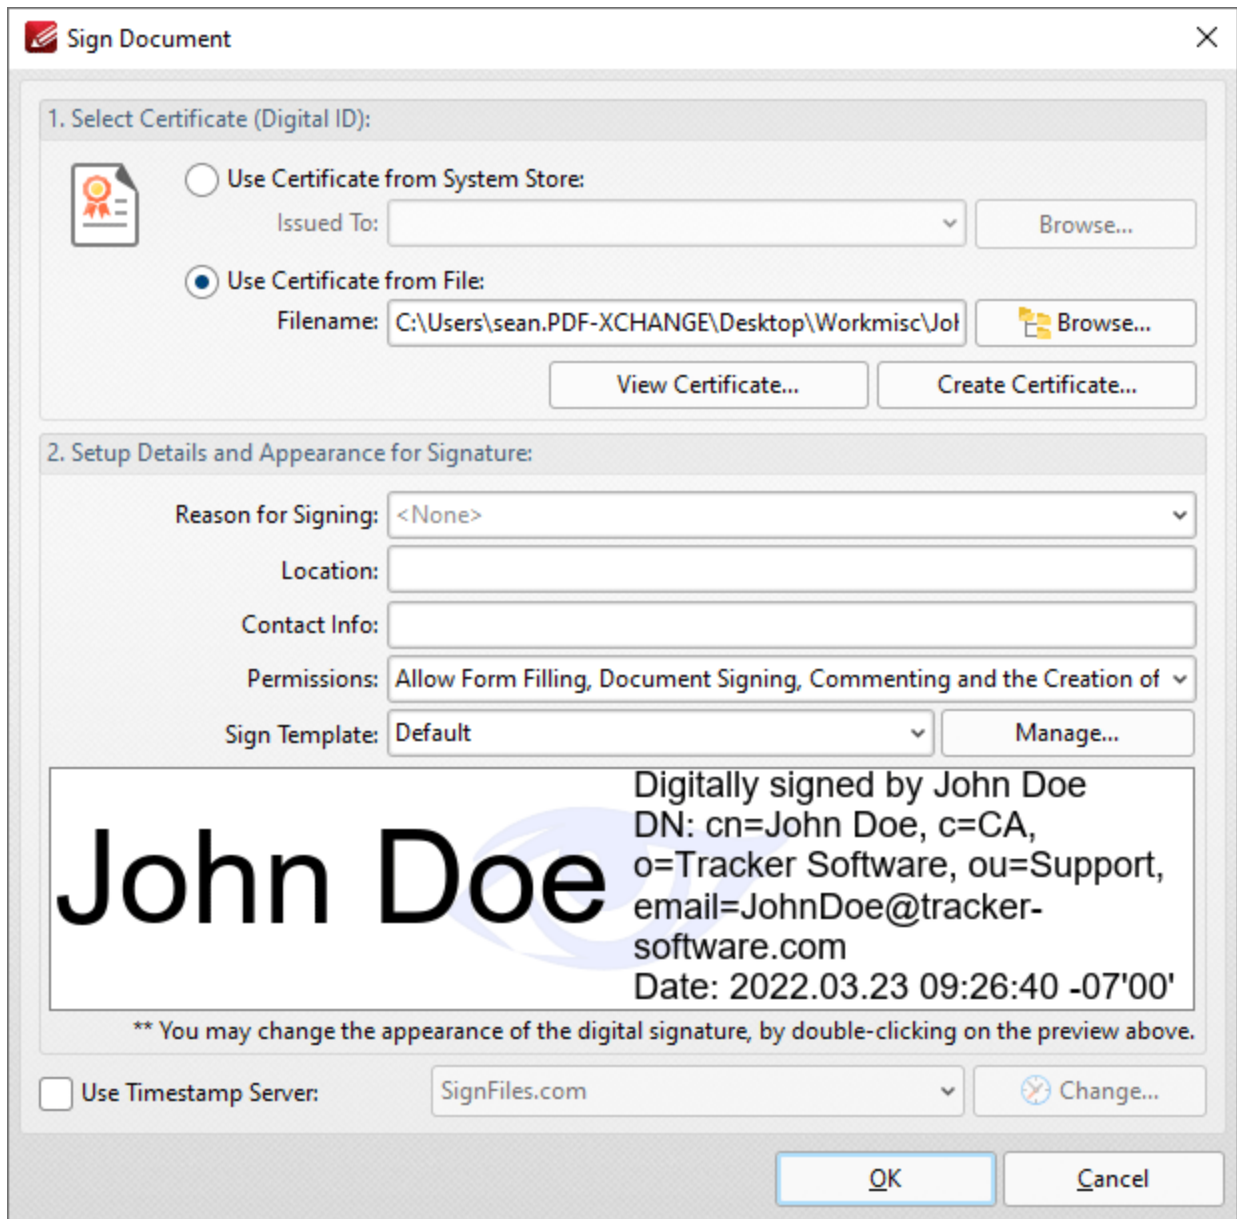 Sign Document
1. Select Certificate (Digital ID):
Use Certificate from System Store:
Issued To:
Browse...
Use Certificate from File:
Filename: C:\Users\sean.PDF-XCHANGE\Desktop\Workmisc\Joh
Browse...
View Certificate...
Create Certificate...
2. Setup Details and Appearance for Signature:
Reason for Signing: <None>
Location:
Contact Info:
Permissions: Allow Form Filling, Document Signing, Commenting and the Creation of
Sign Template: Default
Manage...
John Doe
Digitally signed by John Doe
DN: cn=John Doe, c=CA,
o=Tracker Software, ou=Support,
email=JohnDoe@tracker-
software.com
Date: 2022.03.23 09:26:40 -07'00'
** You may change the appearance of the digital signature, by double-clicking on the preview above.
Use Timestamp Server: SignFiles.com
Change...
OK
Cancel